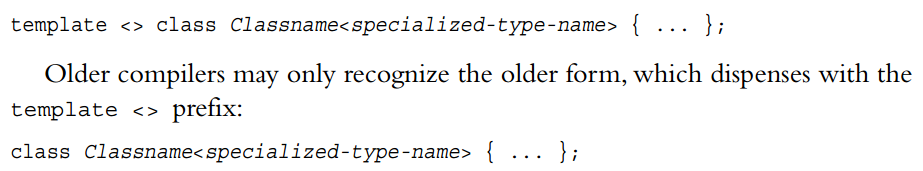 template <> class Classname<specialized-type-name> { ... };
Older compilers may only recognize the older form, which dispenses with the
template <> prefix:
class Classname<specialized-type-name> { ... };